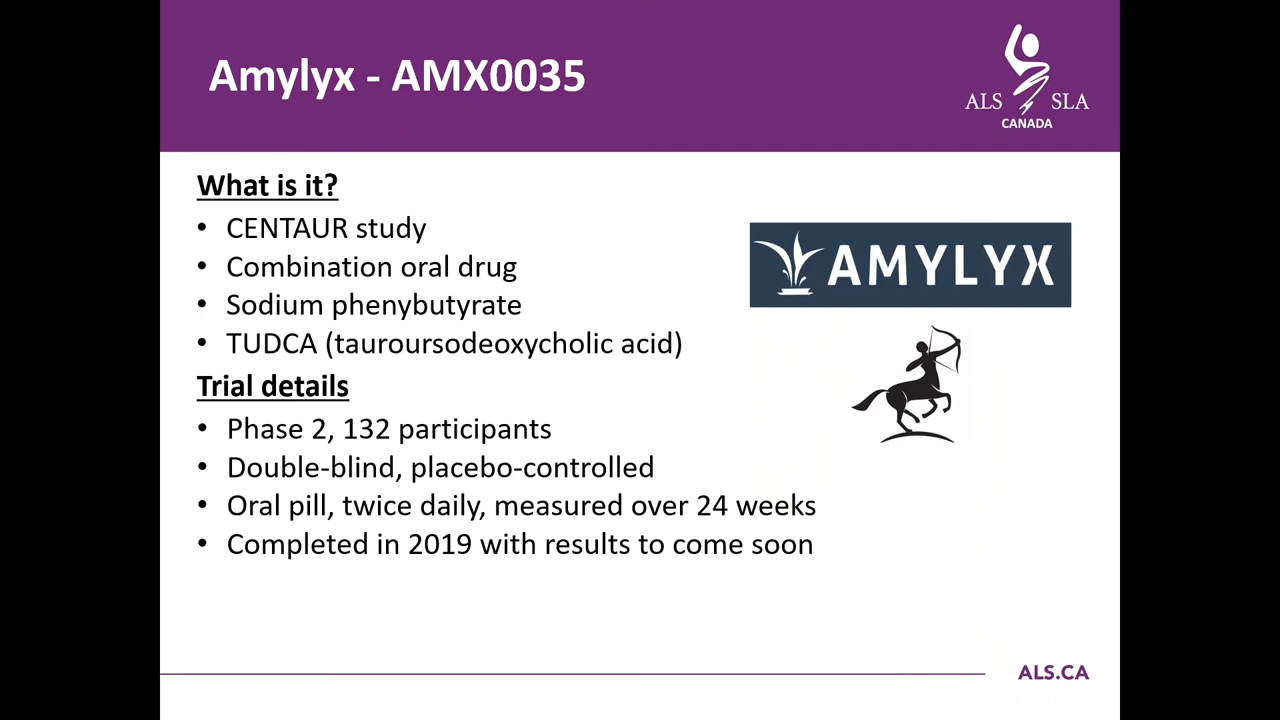 Amylyx - AMX0035
ALS SLA
CANADA
What is it?
• CENTAUR study
• Combination oral drug
• Sodium phenybutyrate
• TUDCA (tauroursodeoxycholic acid)
AMYLYX
Trial details
• Phase 2, 132 participants
• Double-blind, placebo-controlled
• Oral pill, twice daily, measured over 24 weeks
• Completed in 2019 with results to come soon
ALS.CA